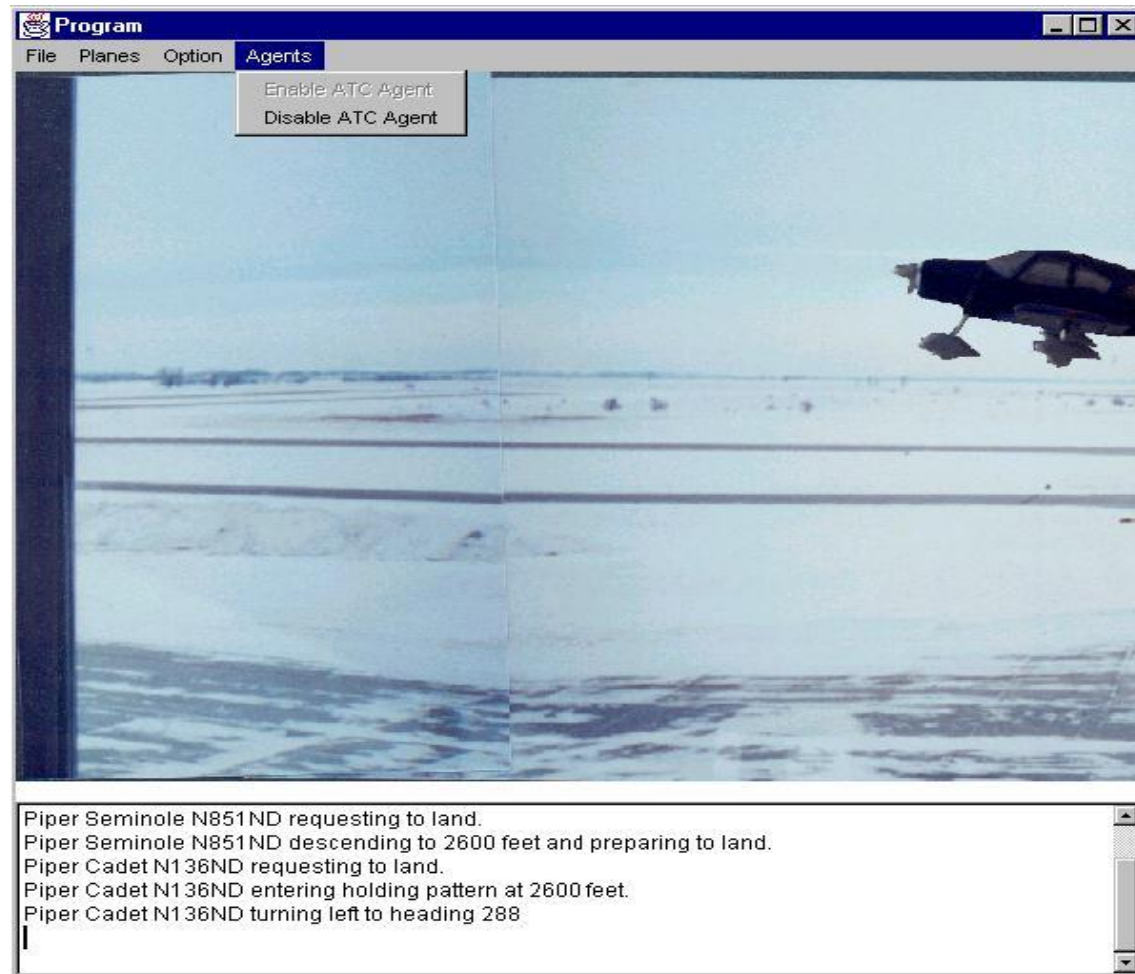 Program
File Planes Option Agents
Enable ATC Agent
Disable ATC Agent
Piper Seminole N851ND requesting to land.
Piper Seminole N851ND descending to 2600 feet and preparing to land.
Piper Cadet N136ND requesting to land.
Piper Cadet N136ND entering holding pattern at 2600 feet.
Piper Cadet N136ND turning left to heading 288